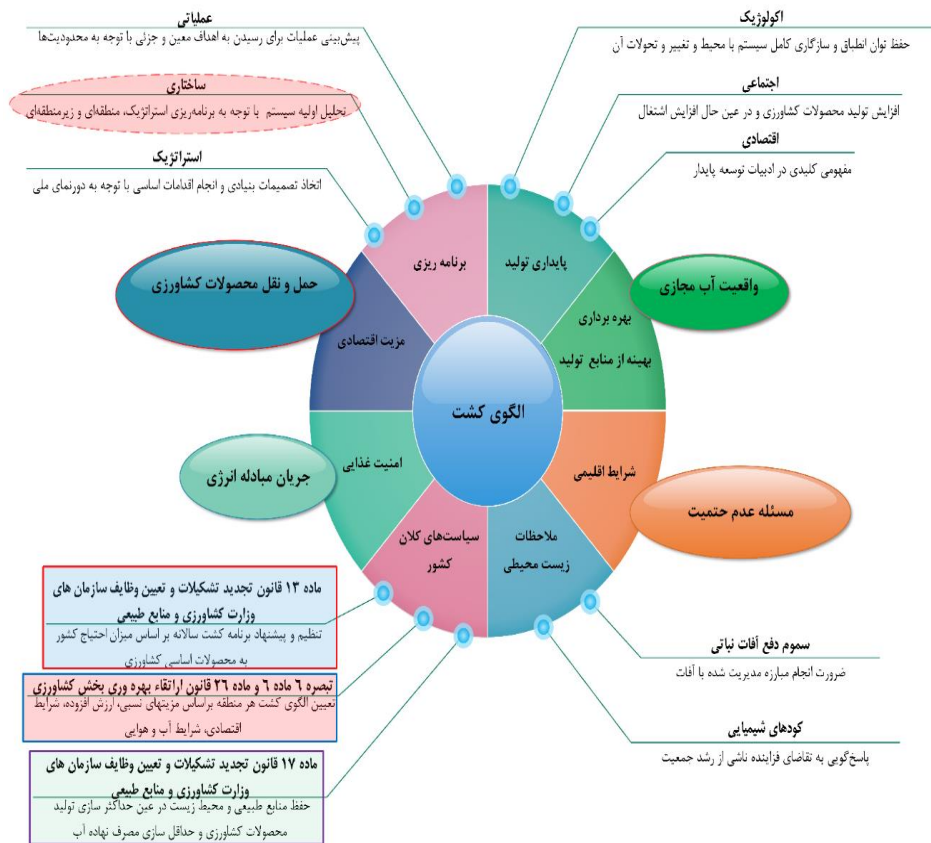 اکولوژیک
حفظ توان انطباق و سازگاری کامل سیستم با محیط و تغییر و تحولات آن
اجتماعی
افزایش تولید محصولات کشاورزی و در عین حال افزایش اشتغال
اقتصادی
مفهومی کلیدی در ادبیات توسعه پایدار
عملیاتی
پیش‌بینی عملیات برای رسیدن به اهداف معین و جزئی با توجه به محدودیت‌ها
ساختاری
تحلیل اولیه سیستم با توجه به برنامه‌ریزی استراتژیک، منطقه‌ای و زیرمنطقه‌ای
استراتژیک
اتخاذ تصمیمات بنیادی و انجام اقدامات اساسی با توجه به دورنمای ملی
پایداری تولید
برنامه ریزی
واقعیت آب مجازی
حمل و نقل محصولات کشاورزی
بهره برداری
بهینه از منابع تولید
مزیت اقتصادی
الگوی کشت
شرایط اقلیمی
امنیت غذایی
مسئله عدم حتمیت
جریان مبادله انرژی
ملاحظات
زیست محیطی
سیاست‌های کلان
کشور
سموم دفع آفات نباتی
ضرورت انجام مبارزه مدیریت شده با آفات
کودهای شیمیایی
پاسخ‌گویی به تقاضای فزاینده ناشی از رشد جمعیت
ماده ۱۳ قانون تجدید تشکیلات و تعیین وظایف سازمان های
وزارت کشاورزی و منابع طبیعی
تنظیم و پیشنهاد برنامه کشت سالانه بر اساس میزان احتیاج کشور
به محصولات اساسی کشاورزی
تبصره ۶ ماده ۶ و ماده ۲۶ قانون اراتقاء بهره وری بخش کشاورزی
تعیین الگوی کشت هر منطقه براساس مزیتهای نسبی، ارزش افزوده، شرایط
اقتصادی، شرایط آب و هوایی
ماده ۱۷ قانون تجدید تشکیلات و تعیین وظایف سازمان های
وزارت کشاورزی و منابع طبیعی
حفظ منابع طبیعی و محیط زیست در عین حداکثر سازی تولید
محصولات کشاورزی و حداقل سازی مصرف نهاده آب